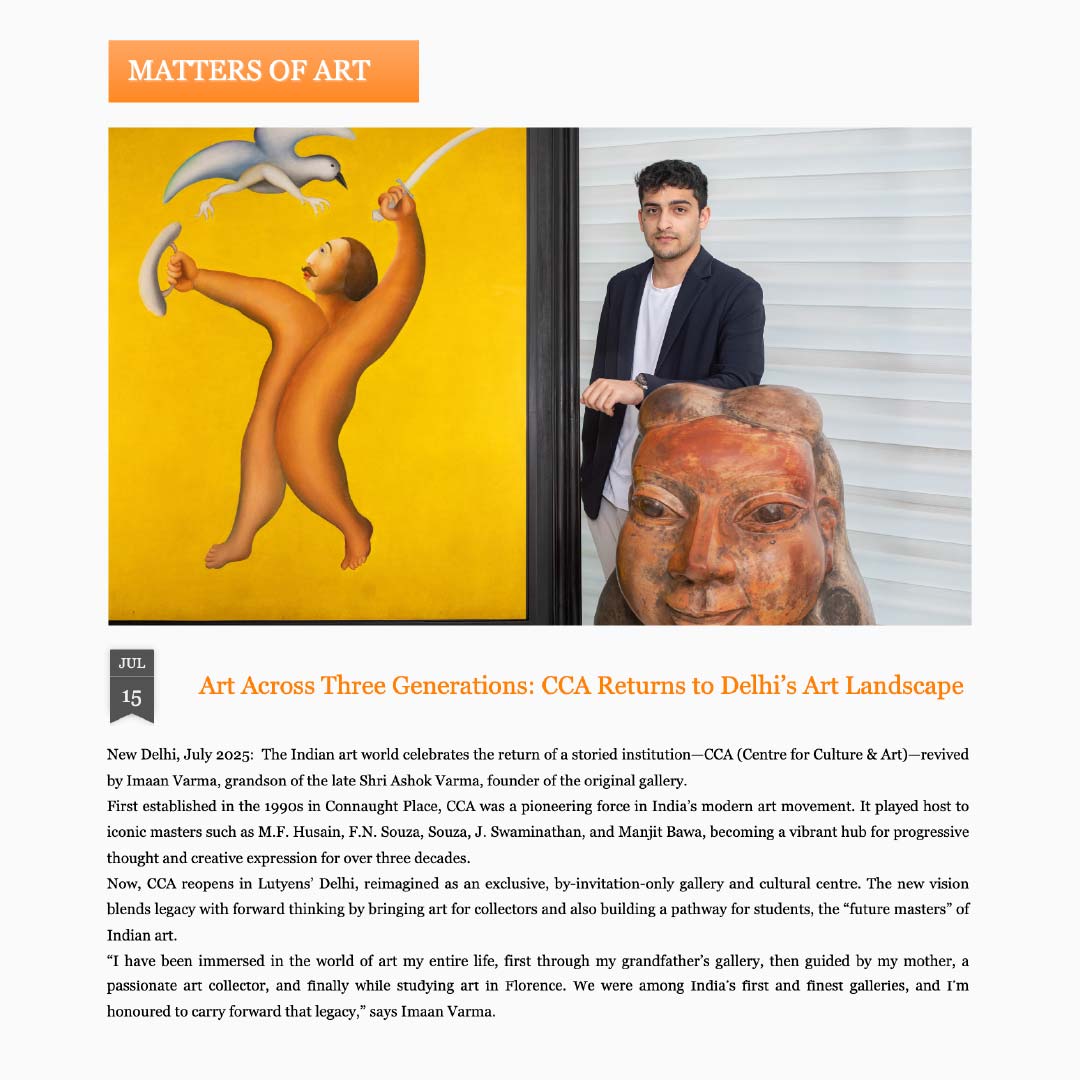 MATTERS OF ART
JUL
15
Art Across Three Generations: CCA Returns to Delhi’s Art Landscape
New Delhi, July 2025:  The Indian art world celebrates the return of a storied institution—CCA (Centre for Culture & Art)—revived
by Imaan Varma, grandson of the late Shri Ashok Varma, founder of the original gallery.
First established in the 1990s in Connaught Place, CCA was a pioneering force in India’s modern art movement. It played host to
iconic masters such as M.F. Husain, F.N. Souza, Souza, J. Swaminathan, and Manjit Bawa, becoming a vibrant hub for progressive
thought and creative expression for over three decades.
Now, CCA reopens in Lutyens’ Delhi, reimagined as an exclusive, by-invitation-only gallery and cultural centre. The new vision
blends legacy with forward thinking by bringing art for collectors and also building a pathway for students, the “future masters” of
Indian art.
“I have been immersed in the world of art my entire life, first through my grandfather’s gallery, then guided by my mother, a
passionate art collector, and finally while studying art in Florence. We were among India’s first and finest galleries, and I’m
honoured to carry forward that legacy,” says Imaan Varma.